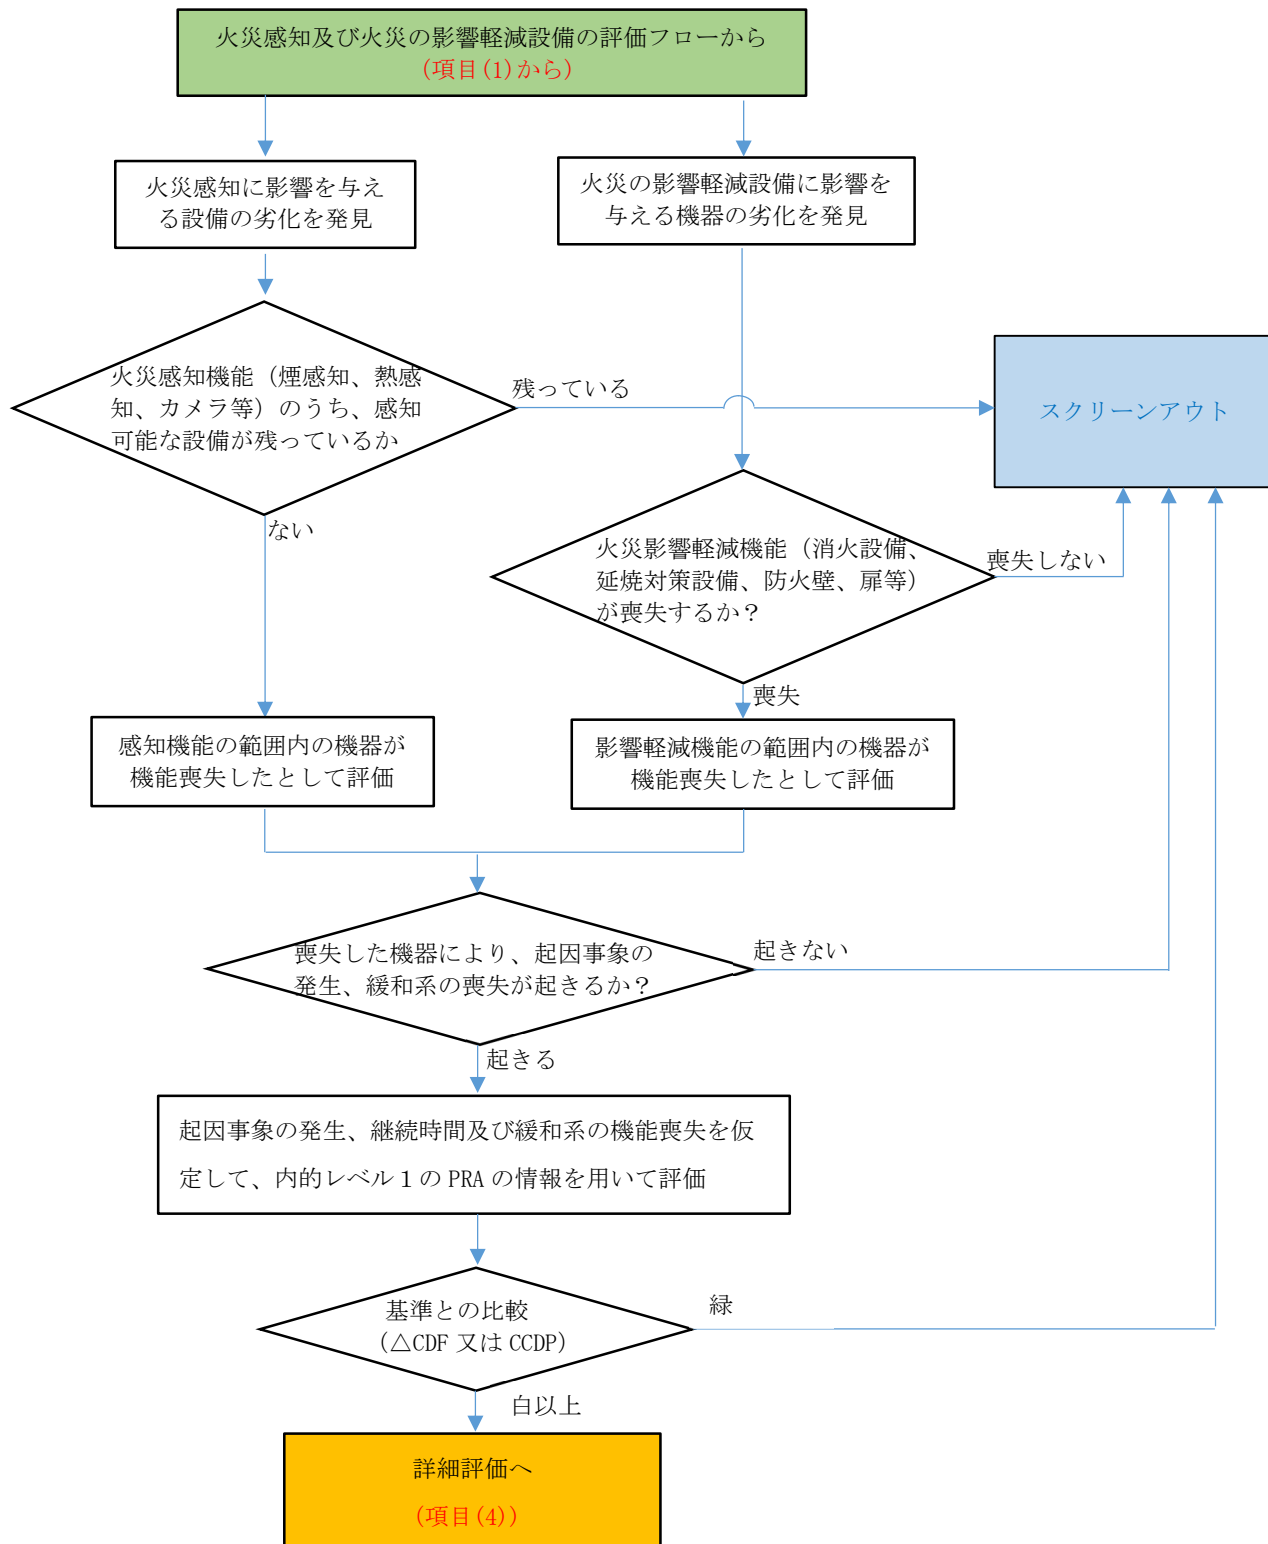 火災感知及び火災の影響軽減設備の評価フローから
(項目(1)から)
火災感知に影響を与え
る設備の劣化を発見
火災の影響軽減設備に影響を
与える機器の劣化を発見
火災感知機能（煙感知、熱感
知、カメラ等）のうち、感知
可能な設備が残っているか
残っている
スクリーンアウト
ない
火災影響軽減機能（消火設備、
延焼対策設備、防火壁、扉等）
が喪失するか？
喪失しない
喪失
感知機能の範囲内の機器が
機能喪失したとして評価
影響軽減機能の範囲内の機器が
機能喪失したとして評価
喪失した機器により、起因事象の
発生、緩和系の喪失が起きるか？
起きない
起きる
起因事象の発生、継続時間及び緩和系の機能喪失を仮
定して、内的レベル１の PRA の情報を用いて評価
基準との比較
（△CDF 又は CCDP）
緑
白以上
詳細評価へ
(項目(4))